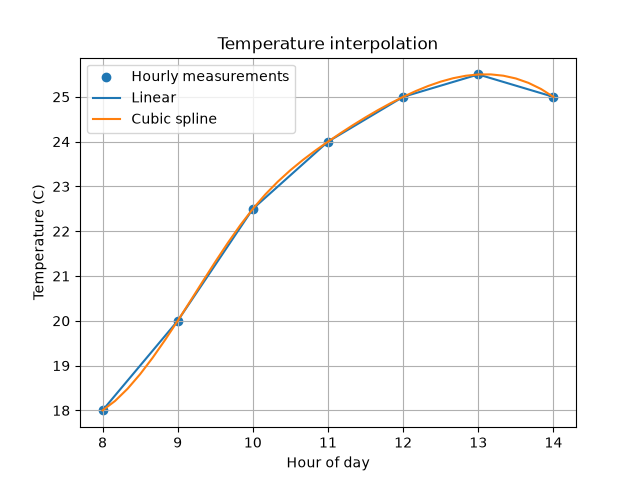 Temperature interpolation
Hourly measurements
Linear
Cubic spline
Temperature (C)
25
24
23
22
21
20
19
18
8 9 10 11 12 13 14
Hour of day